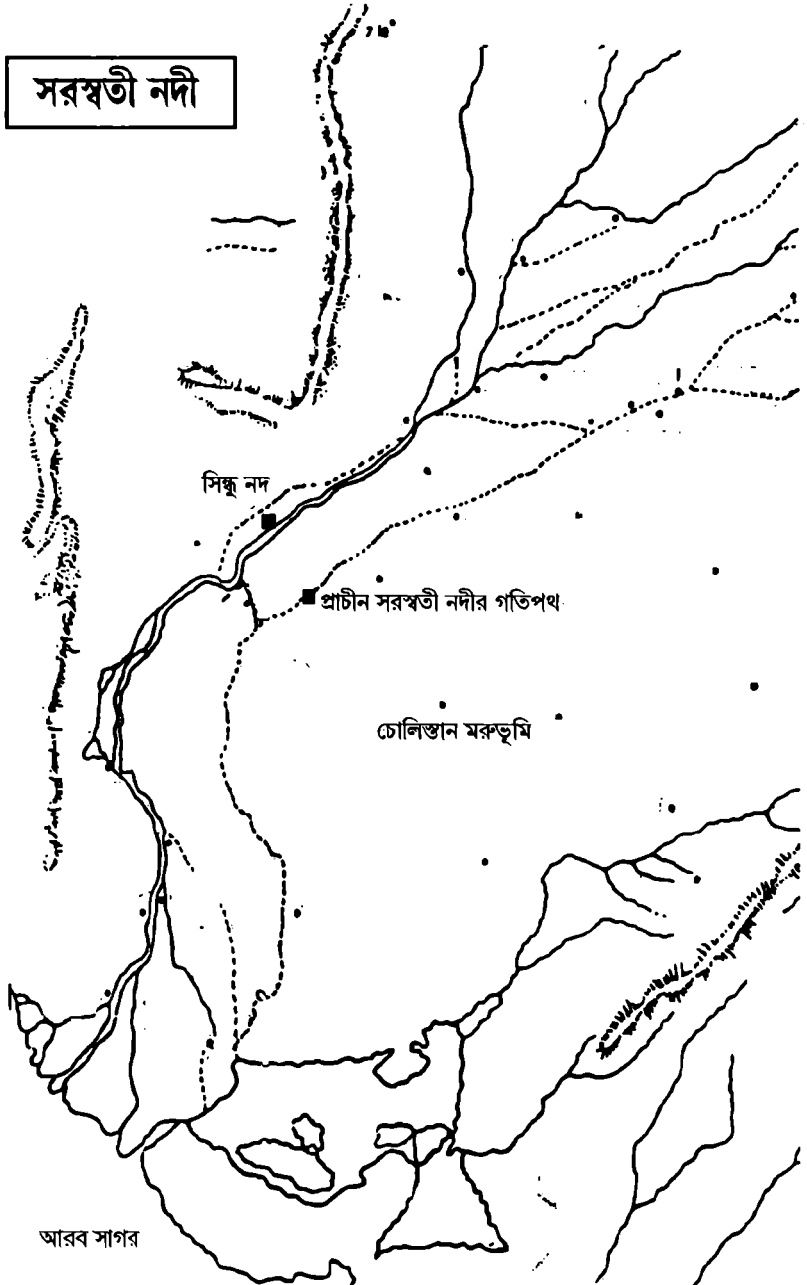 সরস্বতী নদী
সিন্ধু নদ
প্রাচীন সরস্বতী নদীর গতিপথ
চোলিস্তান মরুভূমি
আরব সাগর